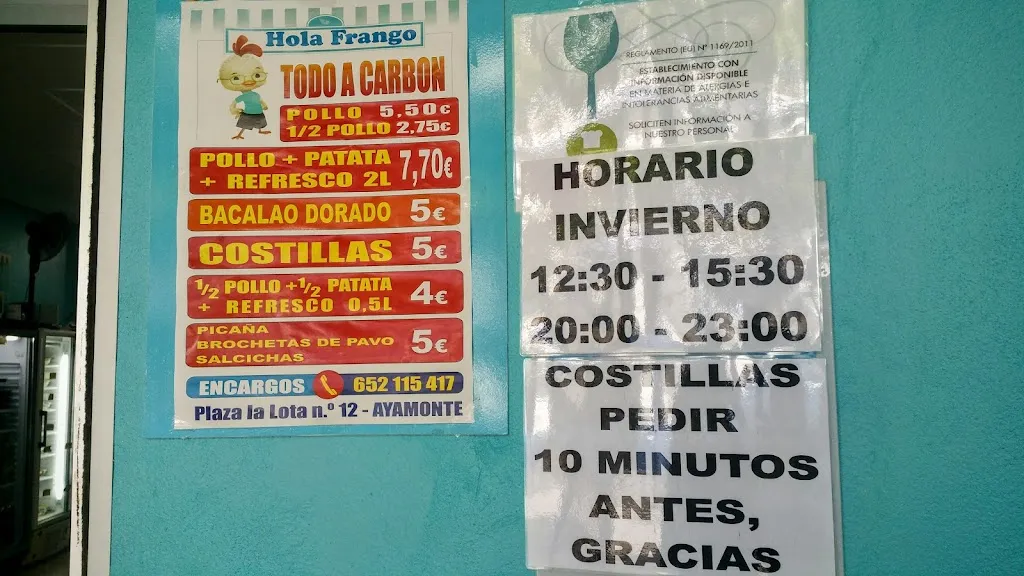 Hola Frango
TODO A CARBON
POLLO 5.50€
1/2 POLLO 2,75€
POLLO + PATATA
+ REFRESCO 2L 7,70€
BACALAO DORADO 5€
COSTILLAS 5€
1/2 POLLO +1/2 PATATA
+ REFRESCO 0,5L 4€
PICAÑA
BROCHETAS DE PAVO
SALCICHAS 5€
ENCARGOS 652 115 417
Plaza la Lota n.º 12 - AYAMONTE
REGLAMENTO (EU) Nº 1169/2011
ESTABLECIMIENTO CON
INFORMACIÓN DISPONIBLE
EN MATERIA DE ALERGIAS E
INTOLERANCIAS ALIMENTARIAS
SOLICITEN INFORMACIÓN A
NUESTRO PERSONAL
HORARIO
INVIERNO
12:30 - 15:30
20:00 - 23:00
COSTILLAS
PEDIR
10 MINUTOS
ANTES,
GRACIAS